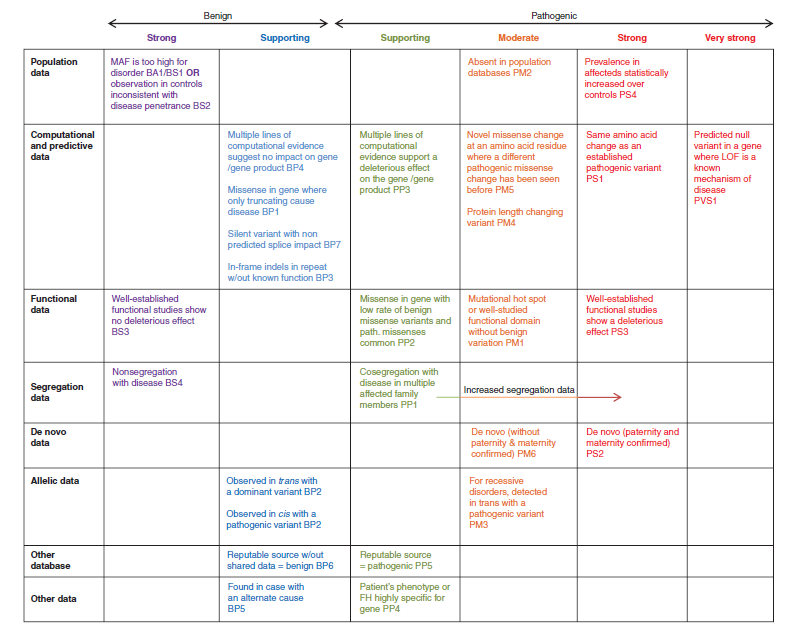 Benign
Pathogenic
Strong
Supporting
Supporting
Moderate
Strong
Very strong
Population
data
MAF is too high for
disorder BA1/BS1 OR
observation in controls
inconsistent with
disease penetrance BS2
Absent in population
databases PM2
Prevalence in
affecteds statistically
increased over
controls PS4
Computational
and predictive
data
Multiple lines of
computational evidence
suggest no impact on gene
/gene product BP4
Missense in gene where
only truncating cause
disease BP1
Silent variant with non
predicted splice impact BP7
In-frame indels in repeat
w/out known function BP3
Multiple lines of
computational
evidence support a
deleterious effect
on the gene /gene
product PP3
Novel missense change
at an amino acid residue
where a different
pathogenic missense
change has been seen
before PM5
Protein length changing
variant PM4
Same amino acid
change as an
established
pathogenic variant
PS1
Predicted null
variant in a gene
where LOF is a
known
mechanism of
disease
PVS1
Functional
data
Well-established
functional studies show
no deleterious effect
BS3
Missense in gene with
low rate of benign
missense variants and
path. missenses
common PP2
Mutational hot spot
or well-studied
functional domain
without benign
variation PM1
Well-established
functional studies
show a deleterious
effect PS3
Segregation
data
Nonsegregation
with disease BS4
Cosegregation with
disease in multiple
affected family
members PP1
Increased segregation data
De novo
data
De novo (without
paternity & maternity
confirmed) PM6
De novo (paternity and
maternity confirmed)
PS2
Allelic data
Observed in trans with
a dominant variant BP2
Observed in cis with a
pathogenic variant BP2
For recessive
disorders, detected
in trans with a
pathogenic variant
PM3
Other
database
Reputable source w/out
shared data = benign BP6
Reputable source
= pathogenic PP5
Other data
Found in case with
an alternate cause
BP5
Patient's phenotype or
FH highly specific for
gene PP4